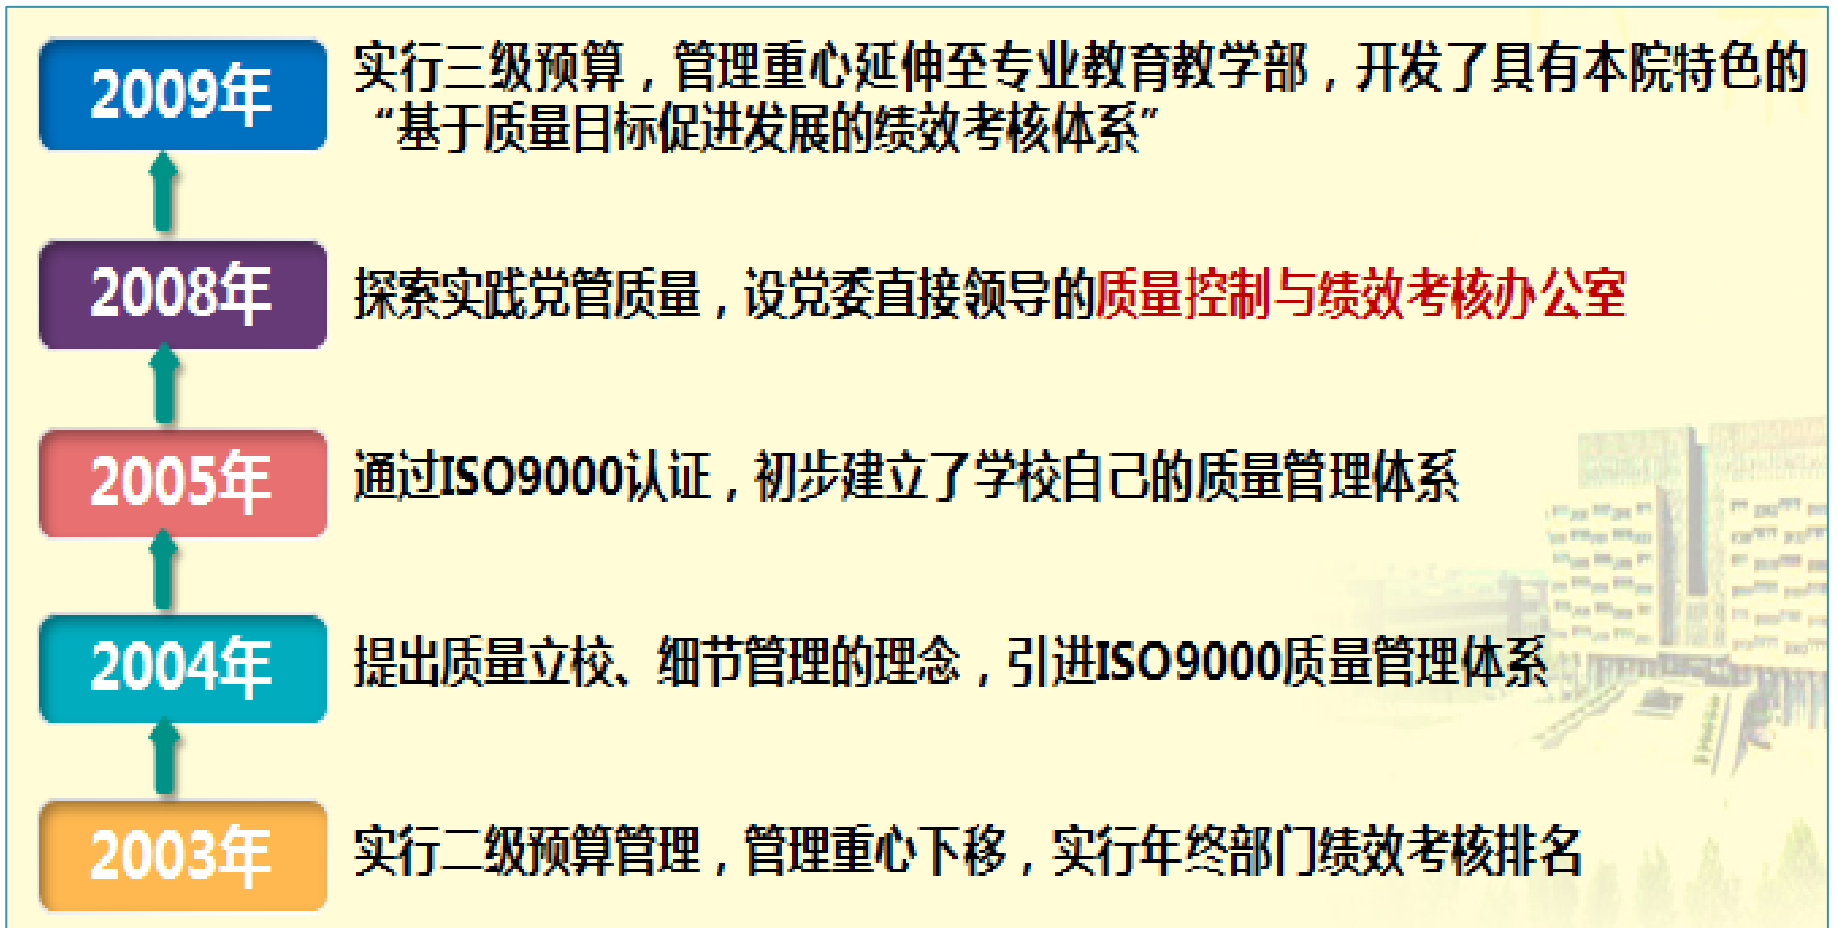 2009年
实行三级预算，管理重心延伸至专业教育教学部，开发了具有本院特色的
“基于质量目标促进发展的绩效考核体系”
2008年
探索实践党管质量，设党委直接领导的质量控制与绩效考核办公室
2005年
通过ISO9000认证，初步建立了学校自己的质量管理体系
2004年
提出质量立校、细节管理的理念，引进ISO9000质量管理体系
2003年
实行二级预算管理，管理重心下移，实行年终部门绩效考核排名